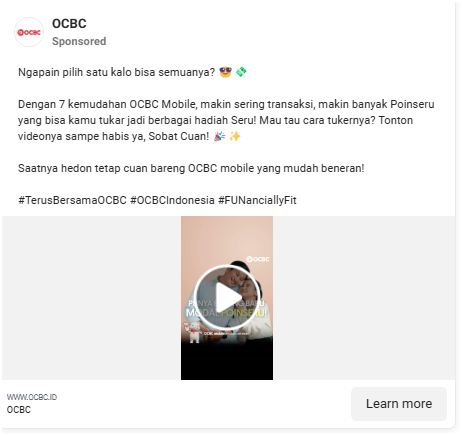 OCBC
OCBC
Sponsored
Ngapain pilih satu kalo bisa semuanya? 😎 💸
Dengan 7 kemudahan OCBC Mobile, makin sering transaksi, makin banyak Poinseru
yang bisa kamu tukar jadi berbagai hadiah Seru! Mau tau cara tukernya? Tonton
videonya sampe habis ya, Sobat Cuan! 🎉 ✨
Saatnya hedon tetap cuan bareng OCBC mobile yang mudah beneran!
#TerusBersamaOCBC #OCBCIndonesia #FUNanciallyFit
OCBC
BARU
MODAL POINSERU!
WWW.OCBC.ID
OCBC
Learn more